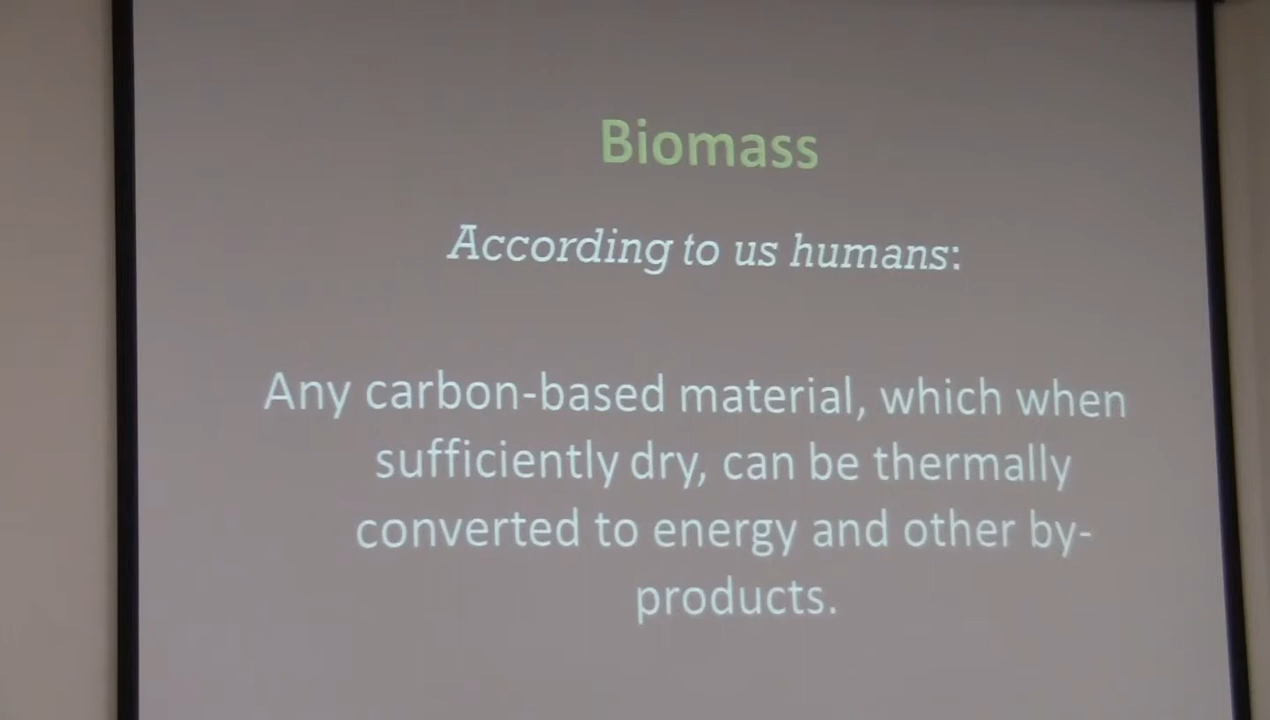 Biomass
According to us humans:
Any carbon-based material, which when
sufficiently dry, can be thermally
converted to energy and other by-
products.